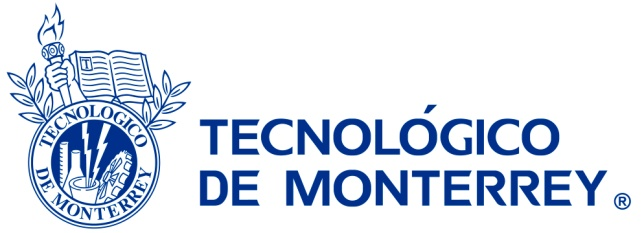 T
TECNOLOGICO
DE MONTERREY
TECNOLÓGICO
DE MONTERREY ®